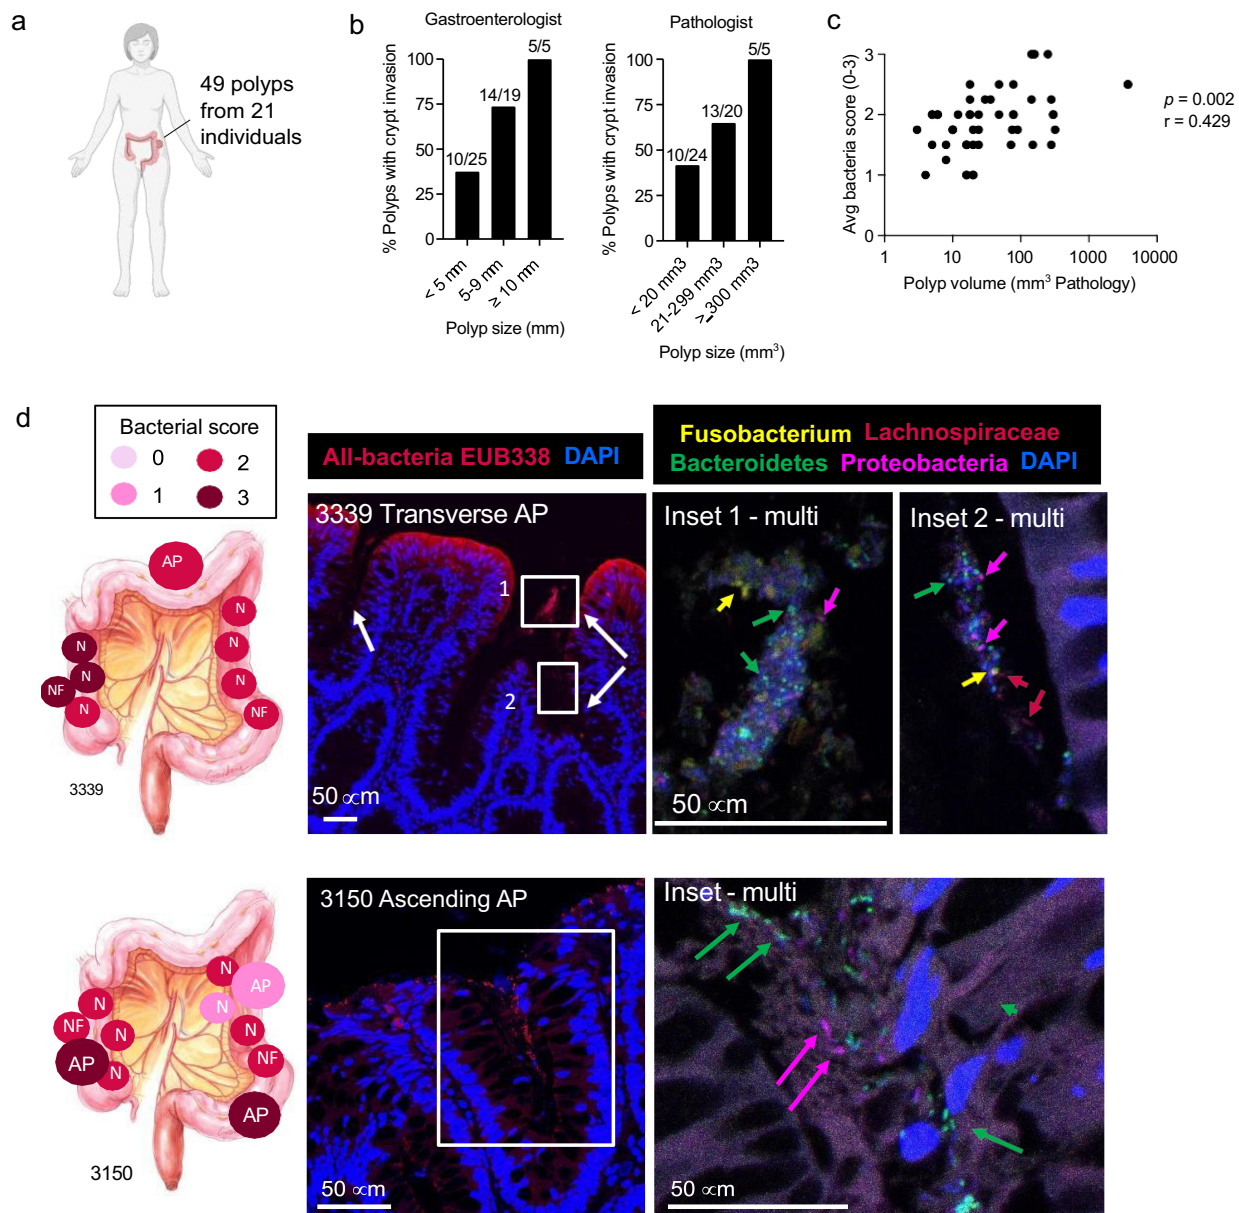 a
49 polyps
from 21
individuals
b
Gastroenterologist
% Polyps with crypt invasion
100
75
50
25
0
10/25
14/19
5/5
< 5 mm
5-9 mm
≥ 10 mm
Polyp size (mm)
Pathologist
% Polyps with crypt invasion
100
75
50
25
0
10/24
13/20
5/5
< 20 mm3
21-299 mm3
>_300 mm3
Polyp size (mm³)
c
Avg bacteria score (0-3)
3
2
1
0
1
10
100
1000
10000
Polyp volume (mm³ Pathology)
p = 0.002
r = 0.429
d
Bacterial score
0
2
1
3
AP
N
N
N
N
N
NF
N
NF
3339
All-bacteria EUB338 DAPI
3339 Transverse AP
1
2
50 ∝m
Fusobacterium Lachnospiraceae
Bacteroidetes Proteobacteria DAPI
Inset 1 - multi
50 ∝m
Inset 2 - multi
N
AP
N
N
NF
N
N
AP
N
NF
AP
3150
3150 Ascending AP
50 ∝m
Inset - multi
50 ∝m